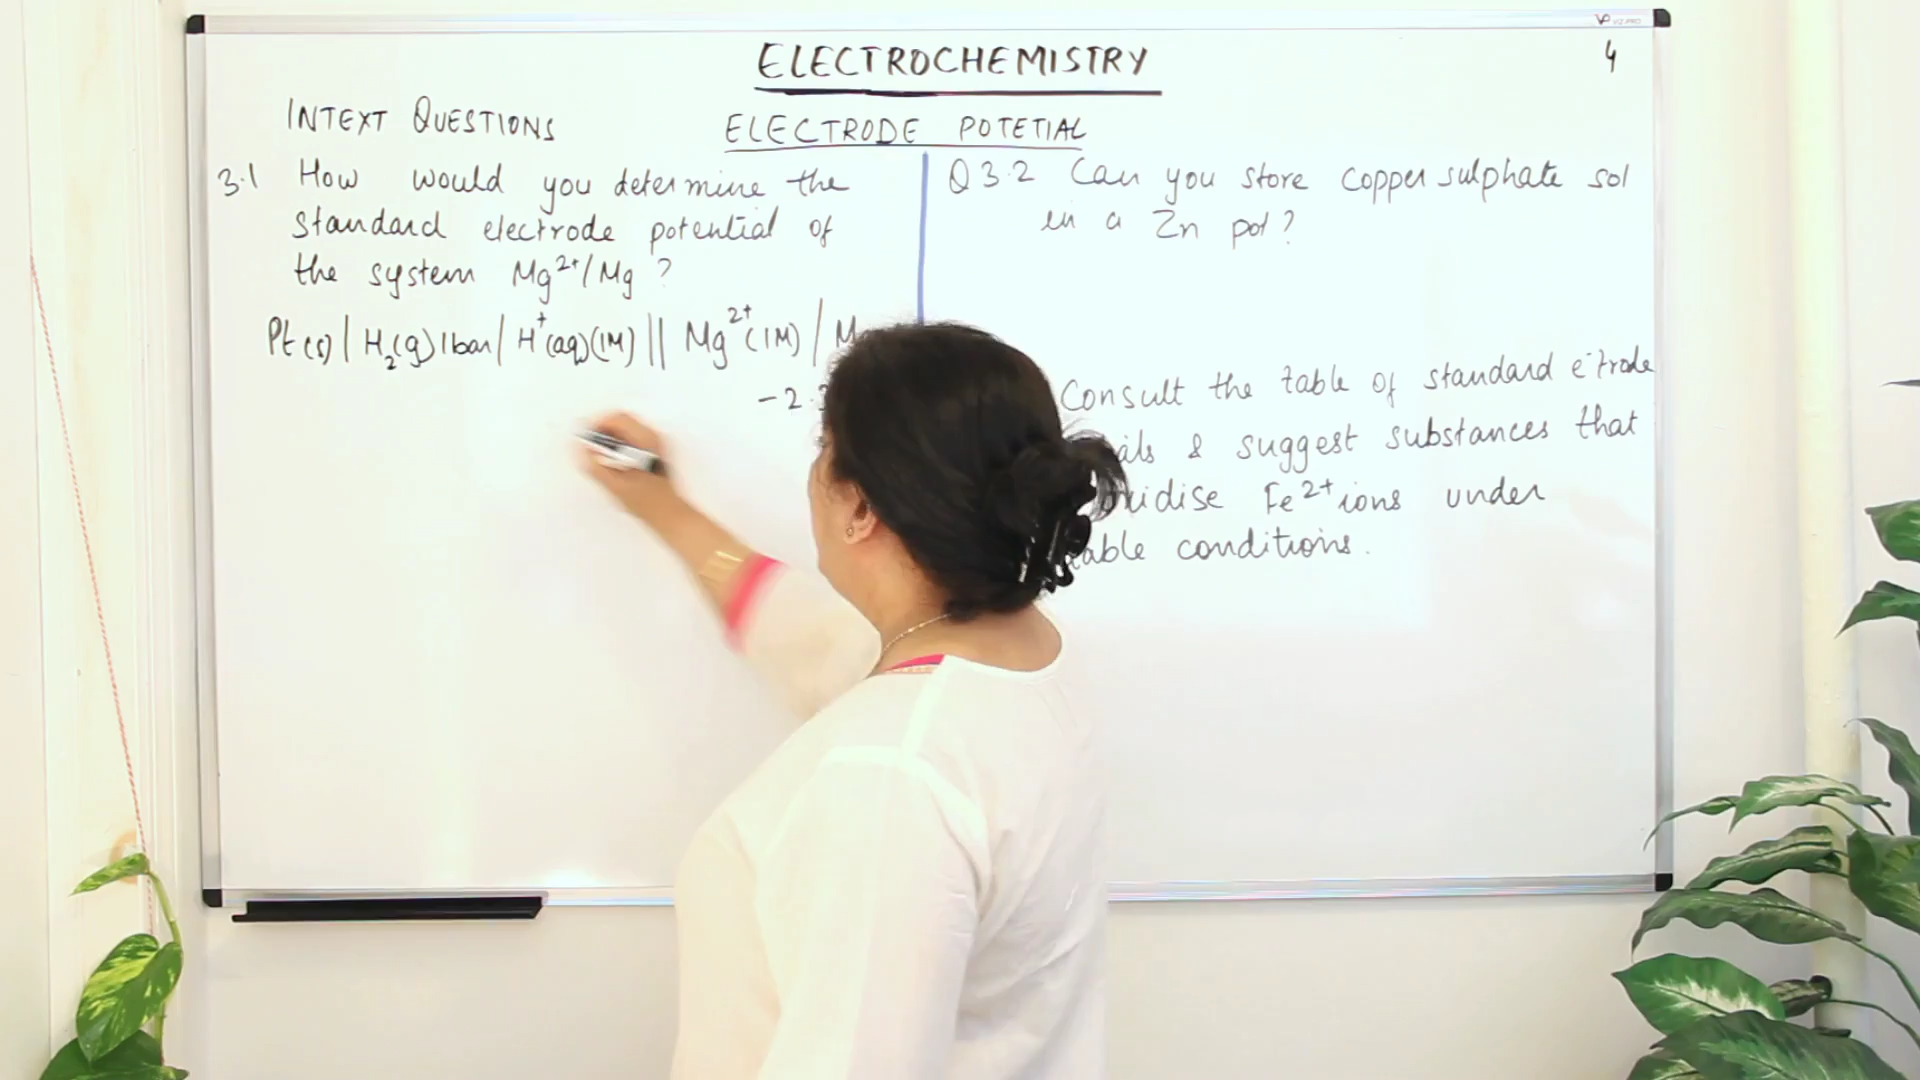 ELECTROCHEMISTRY
4
INTEXT QUESTIONS
ELECTRODE POTETIAL
3.1 How would you determine the
standard electrode potential of
the system Mg²⁺/Mg ?
Pt(s) | H₂(g) 1bar / H⁺(aq)(1M) || Mg²⁺(1M) /
-2.
Q3.2 Can you store copper sulphate sol
in a Zn pot?
Consult the table of standard e⁻trode
& suggest substances that
Fe²⁺ ions under
conditions.